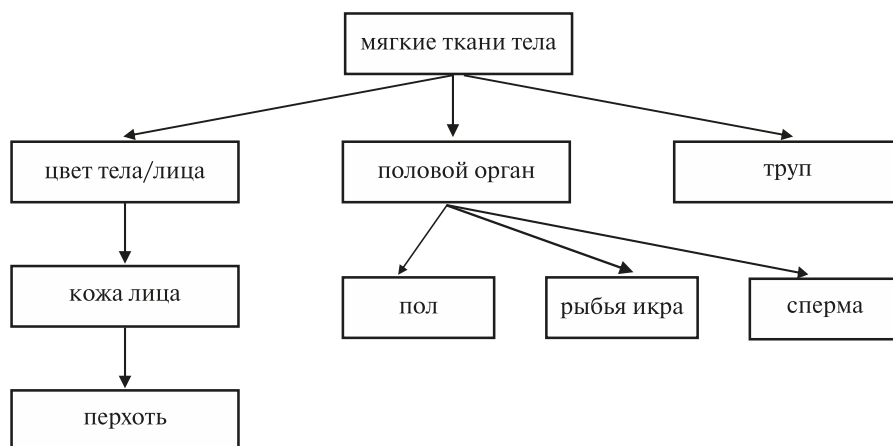 мягкие ткани тела
цвет тела/лица
половой орган
труп
кожа лица
пол
рыбья икра
сперма
перхоть